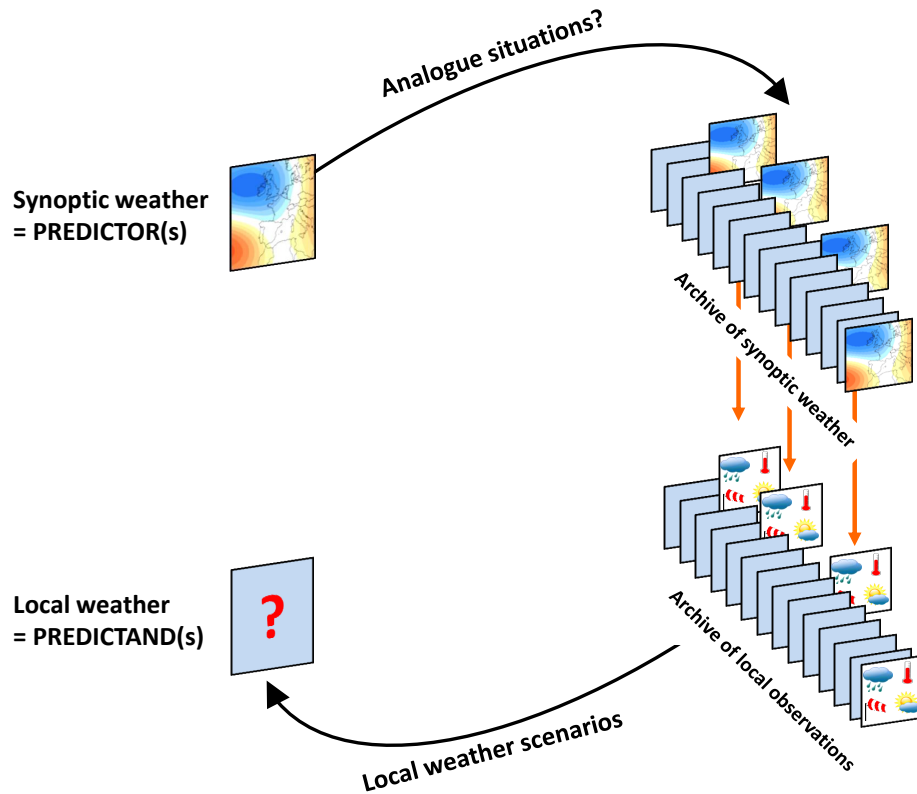 Analogue situations?
Synoptic weather
= PREDICTOR(s)
Archive of synoptic weather
Local weather
= PREDICTAND(s)
?
Archive of local observations
Local weather scenarios